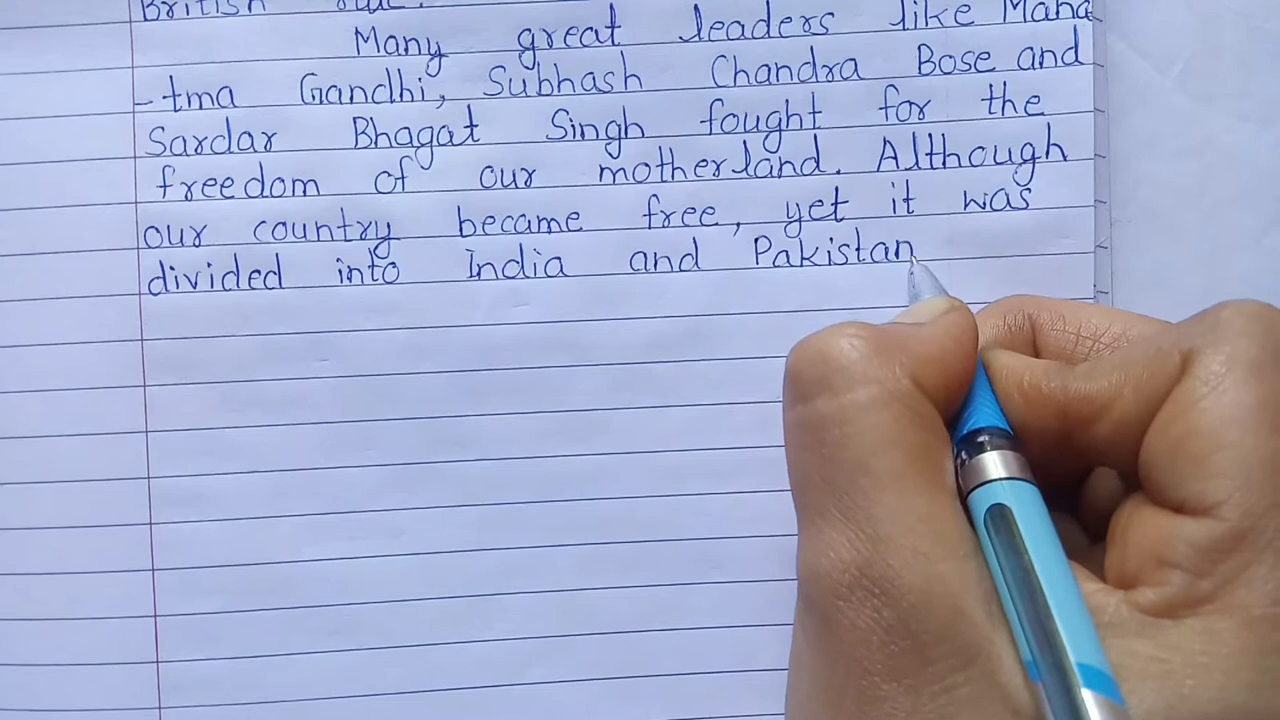 British
Many great leaders like Maha
-tma Gandhi, Subhash Chandra Bose and
Sardar Bhagat Singh fought for the
freedom of our motherland. Although
our country became free, yet it was
divided into India and Pakistan